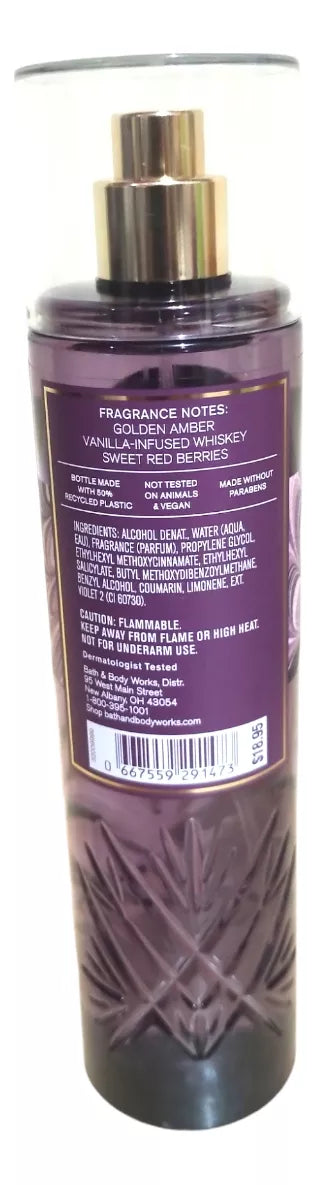 FRAGRANCE NOTES:
GOLDEN AMBER
VANILLA-INFUSED WHISKEY
SWEET RED BERRIES
BOTTLE MADE
WITH 50%
RECYCLED PLASTIC
NOT TESTED
ON ANIMALS
& VEGAN
MADE WITHOUT
PARABENS
INGREDIENTS: ALCOHOL DENAT., WATER (AQUA,
EAU), FRAGRANCE (PARFUM), PROPYLENE GLYCOL,
ETHYLHEXYL METHOXYCINNAMATE, ETHYLHEXYL
SALICYLATE, BUTYL METHOXYDIBENZOYLMETHANE,
BENZYL ALCOHOL, COUMARIN, LIMONENE, EXT.
VIOLET 2 (CI 60730).
CAUTION: FLAMMABLE.
KEEP AWAY FROM FLAME OR HIGH HEAT.
NOT FOR UNDERARM USE.
Dermatologist Tested
Bath & Body Works, Distr.
95 West Main Street
New Albany, OH 43054
1-800-395-1001
Shop bathandbodyworks.com
$18.95
0 667559 291473